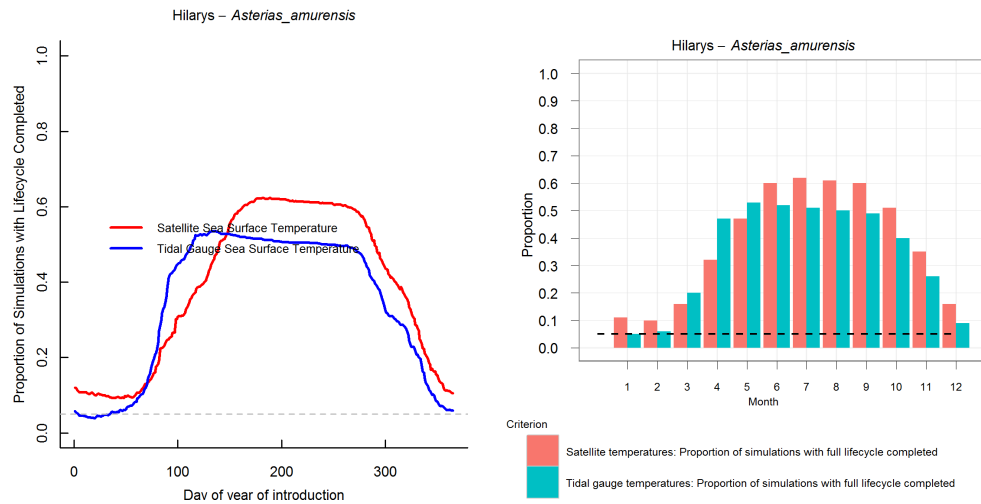 Hilarys – Asterias_amurensis
Proportion of Simulations with Lifecycle Completed
1.0
0.8
0.6
0.4
0.2
0.0
Satellite Sea Surface Temperature
Tidal Gauge Sea Surface Temperature
0 100 200 300
Day of year of introduction
Hilarys – Asterias_amurensis
Proportion
1.0
0.9
0.8
0.7
0.6
0.5
0.4
0.3
0.2
0.1
0.0
1 2 3 4 5 6 7 8 9 10 11 12
Month
Criterion
Satellite temperatures: Proportion of simulations with full lifecycle completed
Tidal gauge temperatures: Proportion of simulations with full lifecycle completed